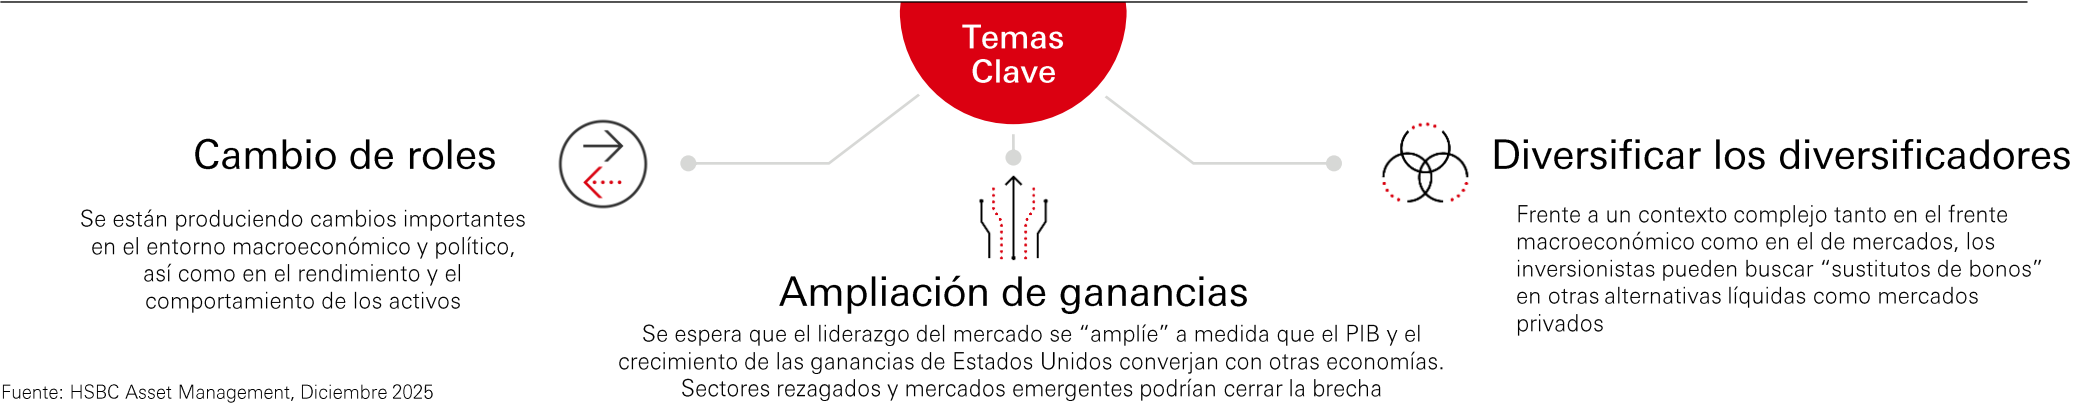 Temas
Clave
Cambio de roles
Se están produciendo cambios importantes
en el entorno macroeconómico y político,
así como en el rendimiento y el
comportamiento de los activos
Ampliación de ganancias
Se espera que el liderazgo del mercado se “amplíe” a medida que el PIB y el
crecimiento de las ganancias de Estados Unidos converjan con otras economías.
Sectores rezagados y mercados emergentes podrían cerrar la brecha
Diversificar los diversificadores
Frente a un contexto complejo tanto en el frente
macroeconómico como en el de mercados, los
inversionistas pueden buscar “sustitutos de bonos”
en otras alternativas líquidas como mercados
privados
Fuente: HSBC Asset Management, Diciembre 2025